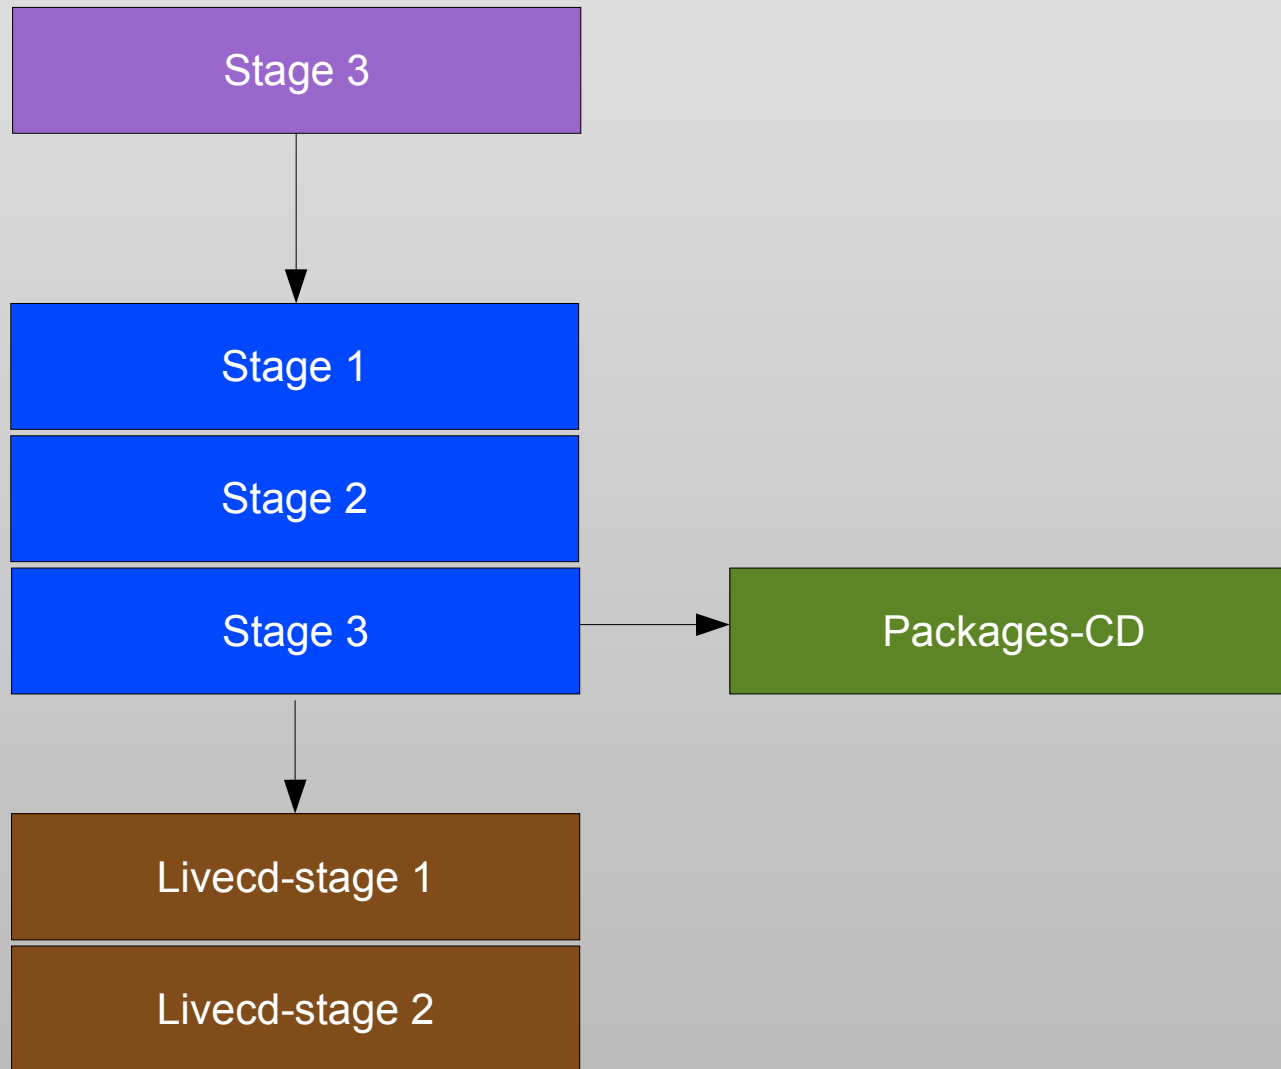 Stage 3
Stage 1
Stage 2
Stage 3
Packages-CD
Livecd-stage 1
Livecd-stage 2